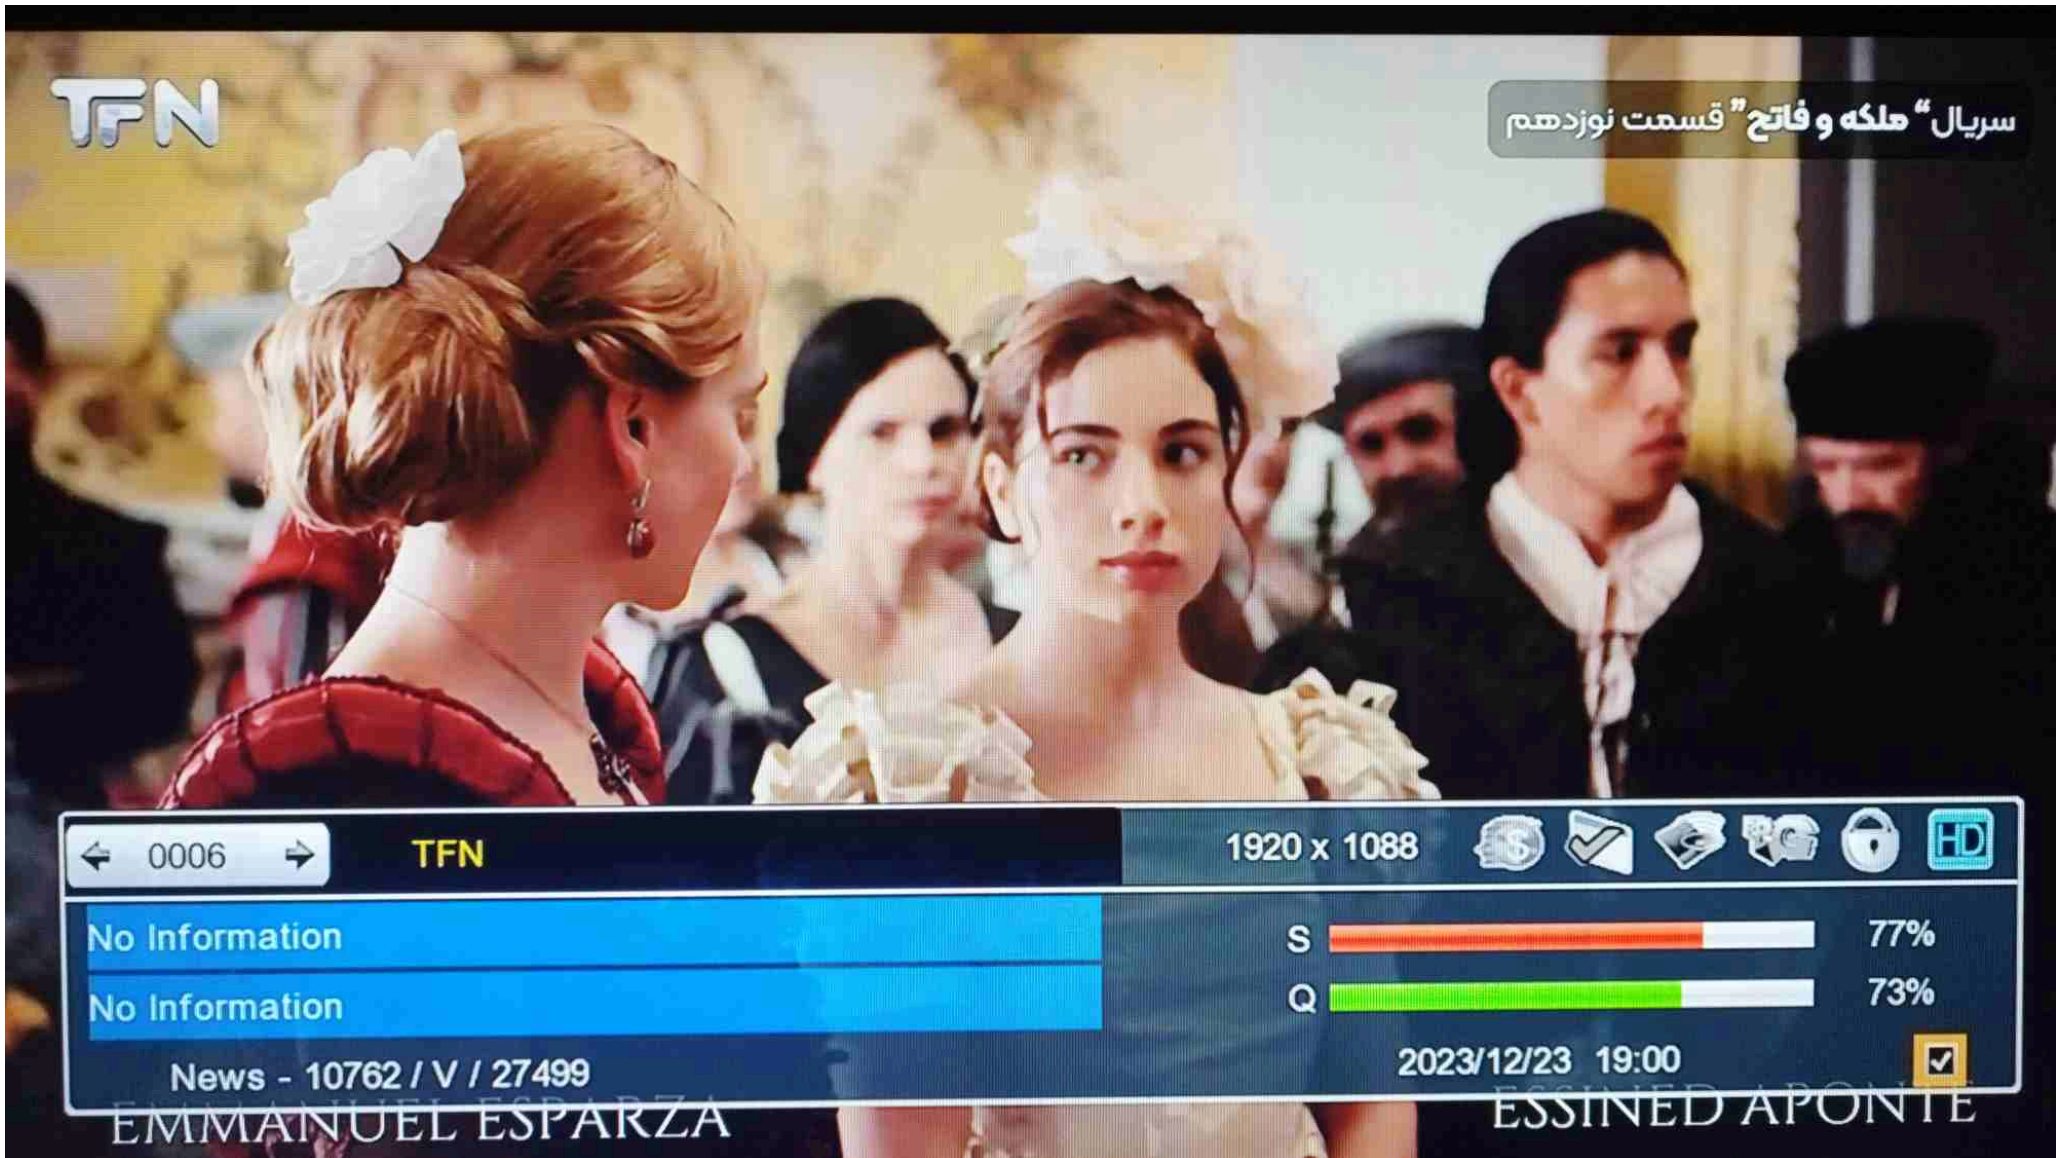 TFN
سریال “ملکه و فاتح” قسمت نوزدهم
0006
TFN
1920 x 1088
HD
No Information
S
77%
No Information
Q
73%
News - 10762 / V / 27499
2023/12/23 19:00
EMMANUEL ESPARZA
ESSINED APONTE